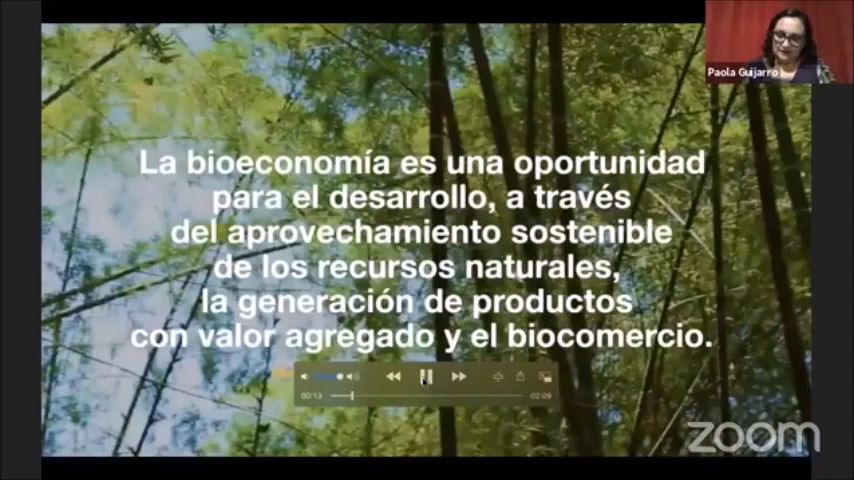 Paola Guijarro
La bioeconomía es una oportunidad
para el desarrollo, a través
del aprovechamiento sostenible
de los recursos naturales,
la generación de productos
con valor agregado y el biocomercio.
00:13
02:09
zoom